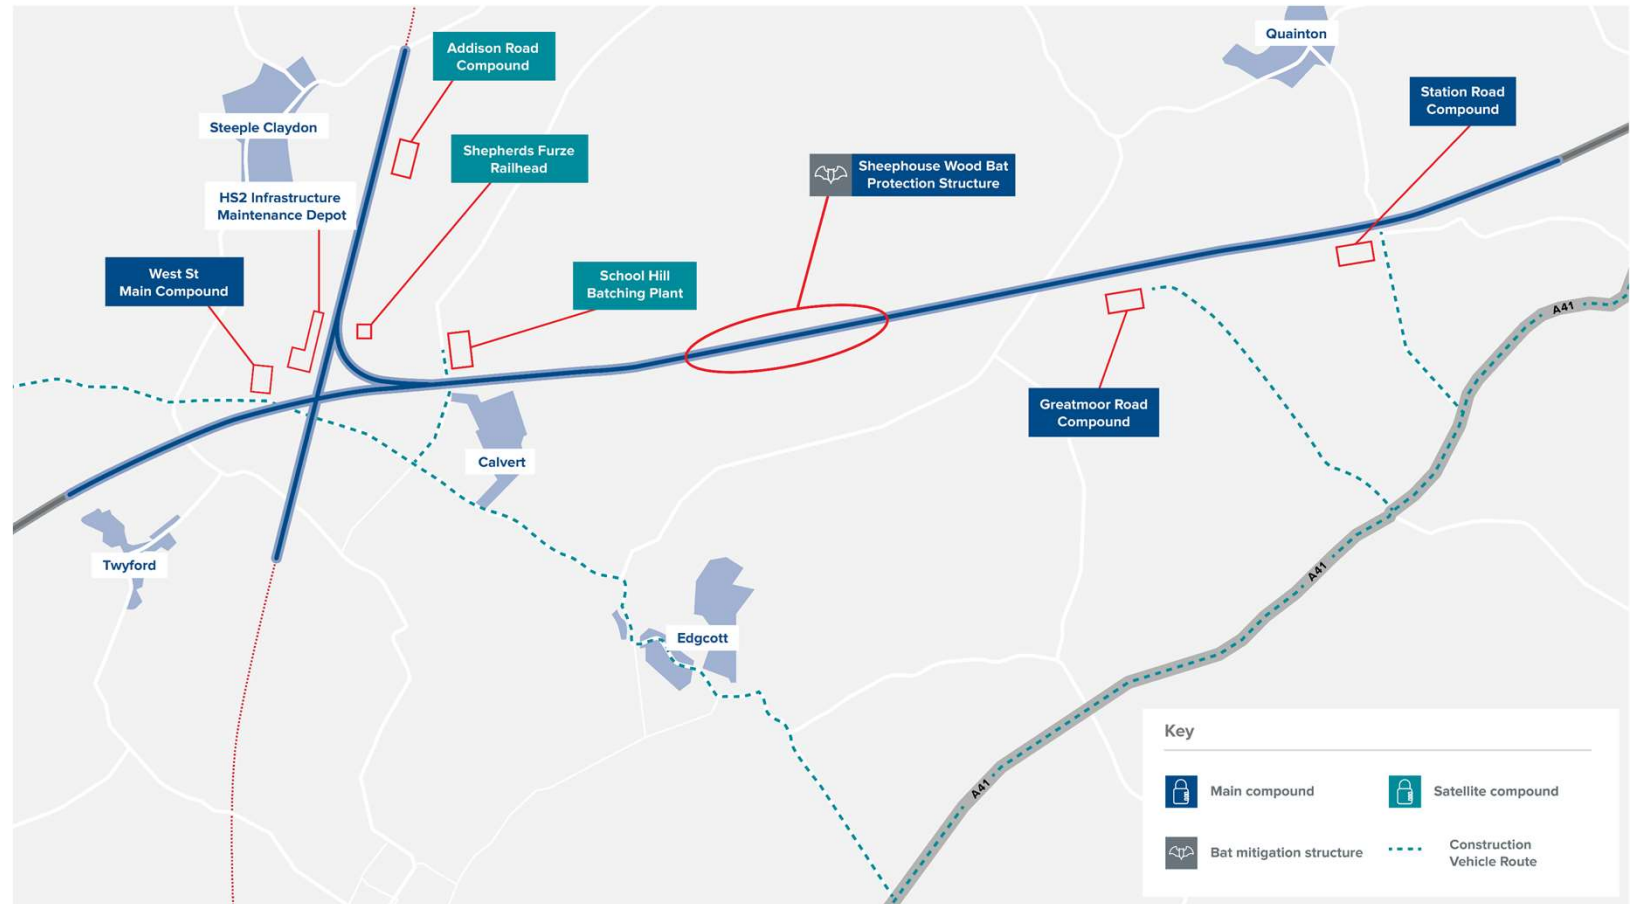 Quainton
Addison Road
Compound
Station Road
Compound
Steeple Claydon
Shepherds Furze
Railhead
Sheephouse Wood Bat
Protection Structure
HS2 Infrastructure
Maintenance Depot
West St
Main Compound
School Hill
Batching Plant
A41
Greatmoor Road
Compound
Calvert
Twyford
A41
Edgcott
A41
Key
Main compound
Satellite compound
Bat mitigation structure
Construction
Vehicle Route